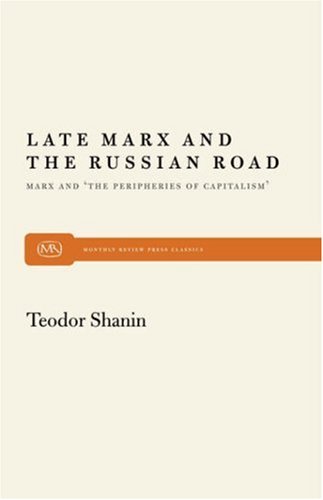 LATE MARX AND
THE RUSSIAN ROAD
MARX AND ‘THE PERIPHERIES OF CAPITALISM’
MR
MONTHLY REVIEW PRESS CLASSICS
Teodor Shanin